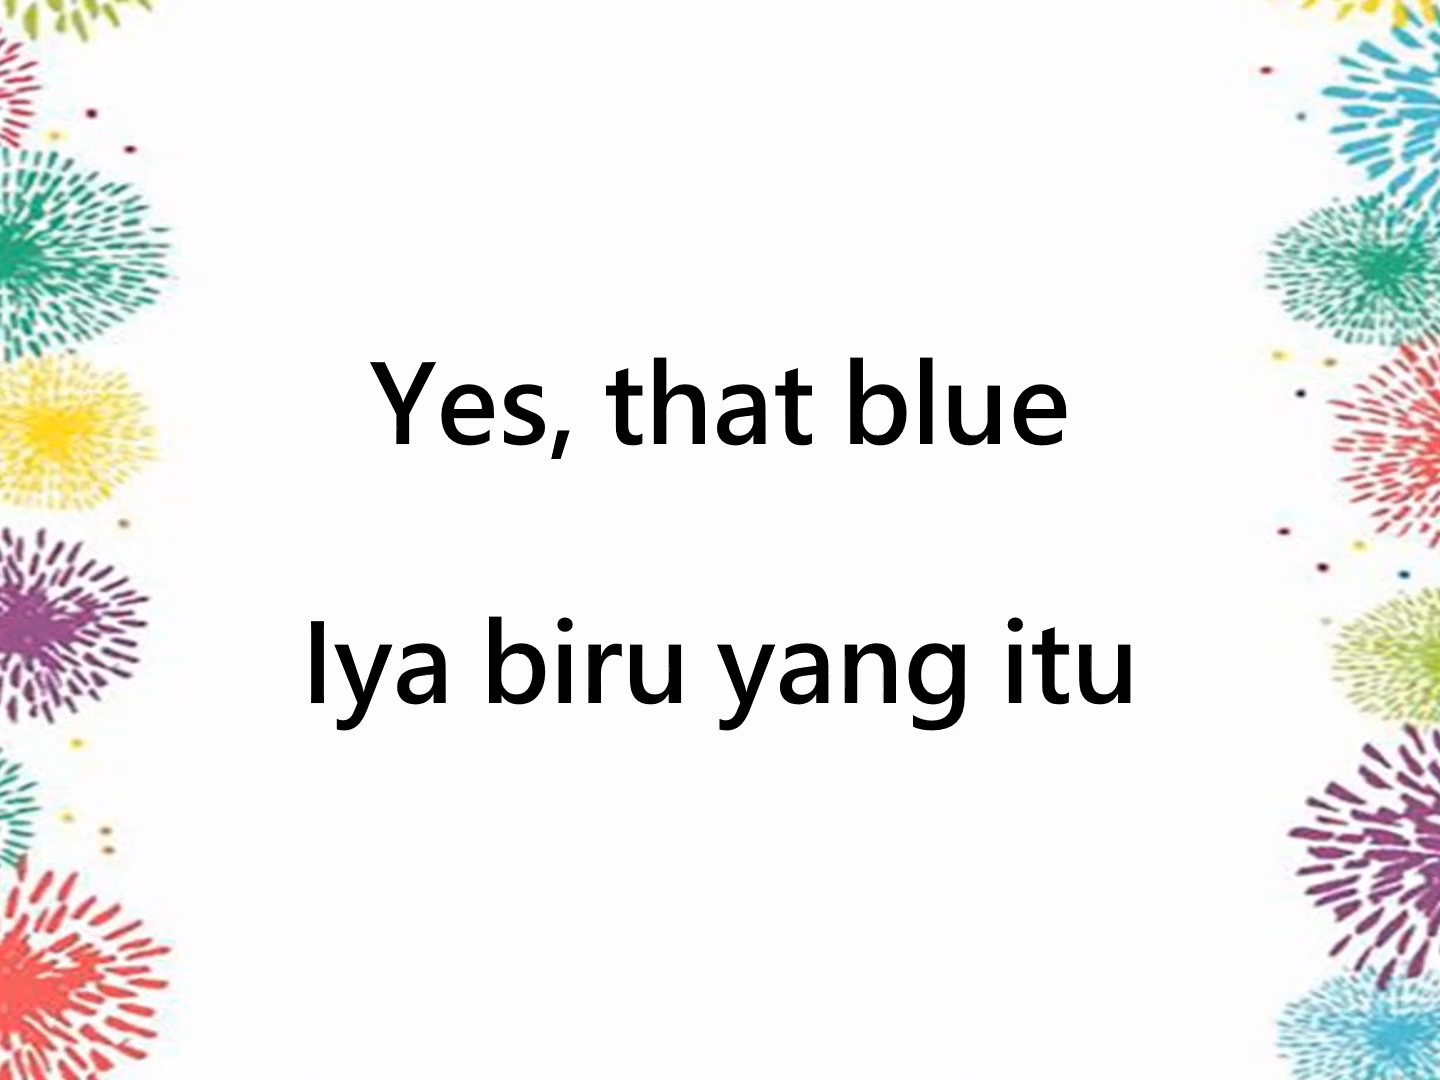 Yes, that blue
Iya biru yang itu